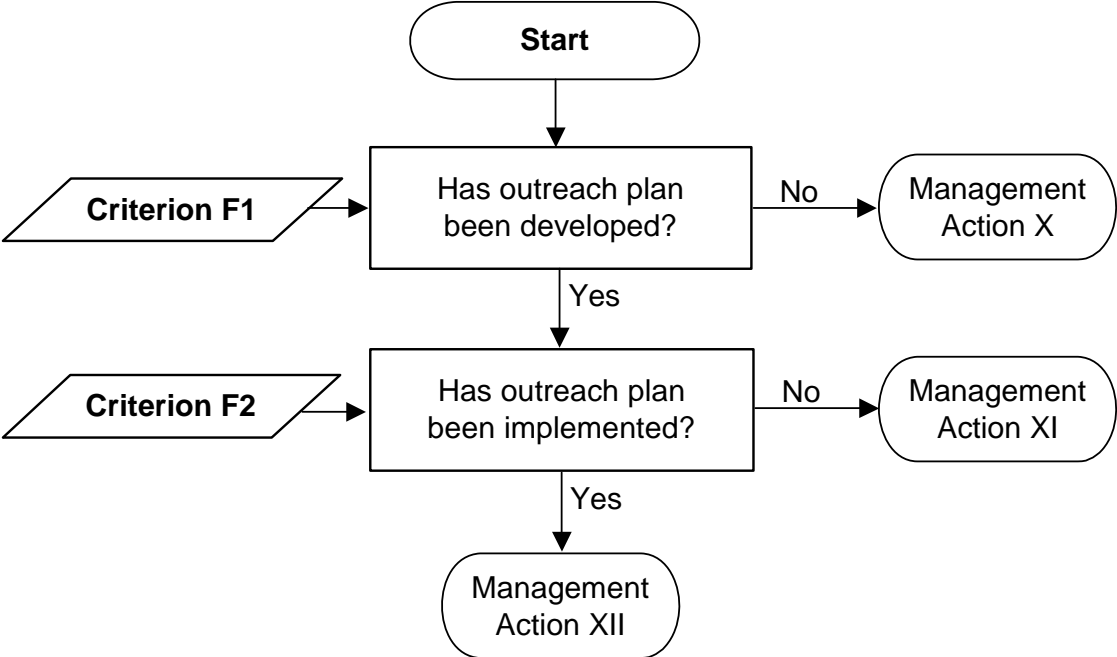 Start
Criterion F1
Has outreach plan
been developed?
No
Management
Action X
Yes
Criterion F2
Has outreach plan
been implemented?
No
Management
Action XI
Yes
Management
Action XII